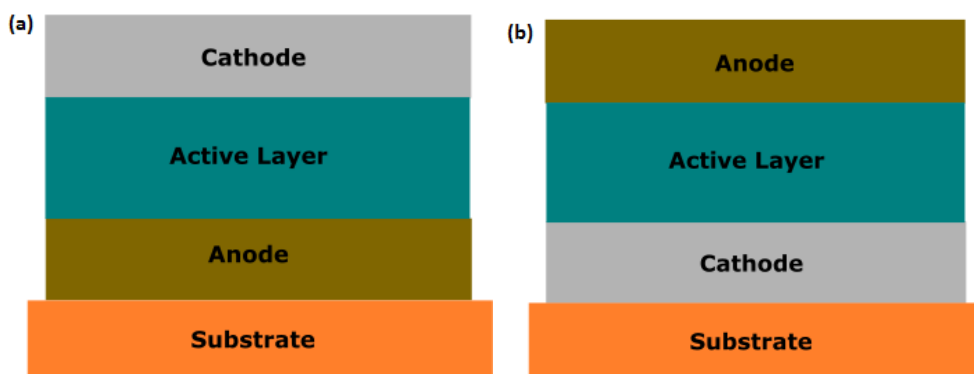 (a)
Cathode
Active Layer
Anode
Substrate
(b)
Anode
Active Layer
Cathode
Substrate